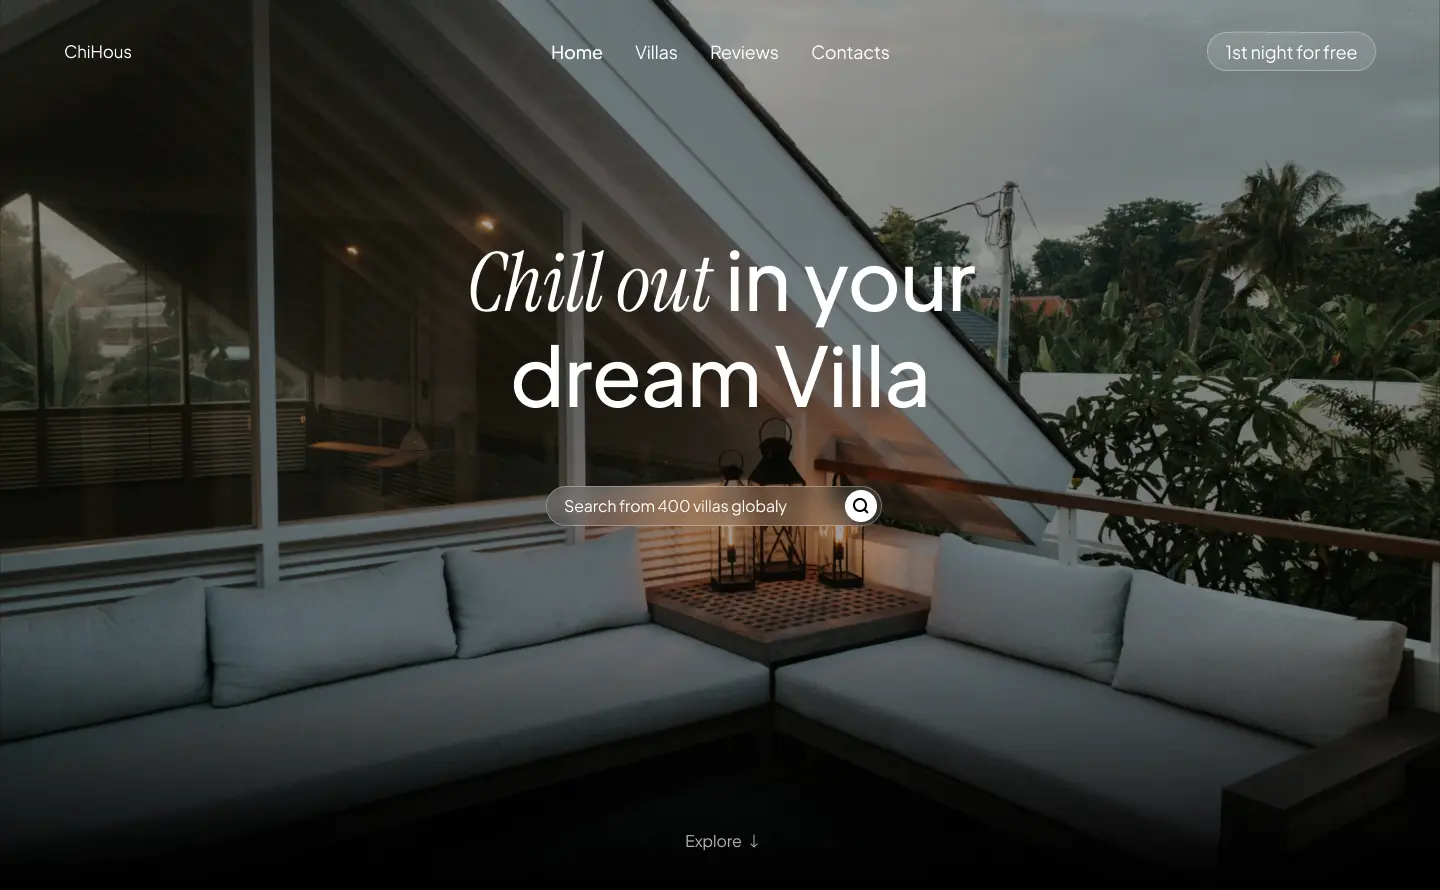 ChiHous
Home Villas Reviews Contacts
1st night for free
Chill out in your
dream Villa
Search from 400 villas globaly
Explore ↓